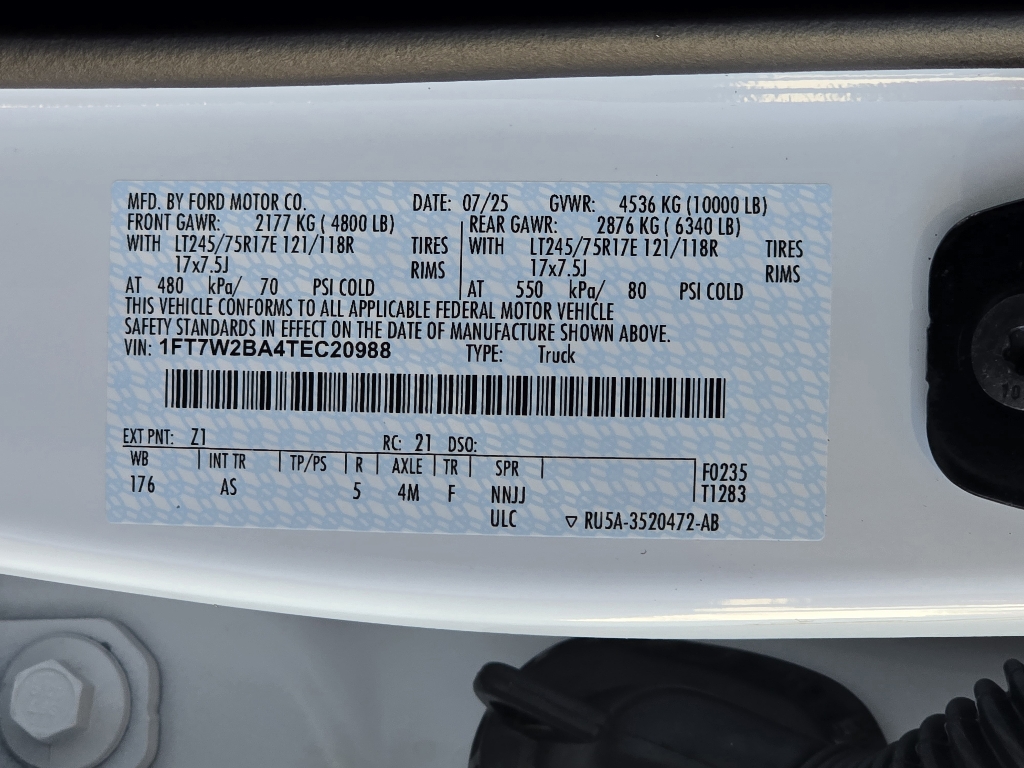 MFD. BY FORD MOTOR CO. DATE: 07/25 GVWR: 4536 KG (10000 LB)
FRONT GAWR: 2177 KG ( 4800 LB) REAR GAWR: 2876 KG ( 6340 LB)
WITH LT245/75R17E 121/118R TIRES WITH LT245/75R17E 121/118R TIRES
17x7.5J RIMS 17x7.5J RIMS
AT 480 kPa/ 70 PSI COLD AT 550 kPa/ 80 PSI COLD
THIS VEHICLE CONFORMS TO ALL APPLICABLE FEDERAL MOTOR VEHICLE
SAFETY STANDARDS IN EFFECT ON THE DATE OF MANUFACTURE SHOWN ABOVE.
VIN: 1FT7W2BA4TEC20988 TYPE: Truck
EXT PNT: Z1 RC: 21 DSO:
WB INT TR TP/PS R AXLE TR SPR F0235
176 AS 5 4M F NNJJ T1283
ULC ▽ RU5A-3520472-AB